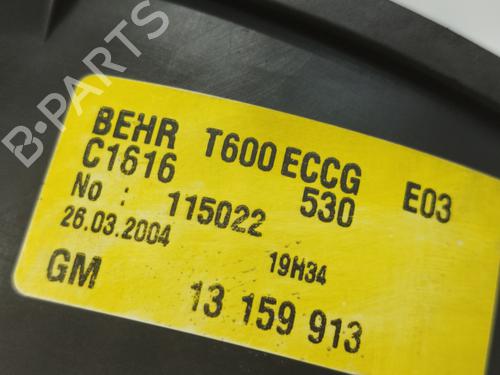 B-PARTS
BEHR T600 ECCG E03
C1616 530
No : 115022
26.03.2004 19H34
GM 13 159 913